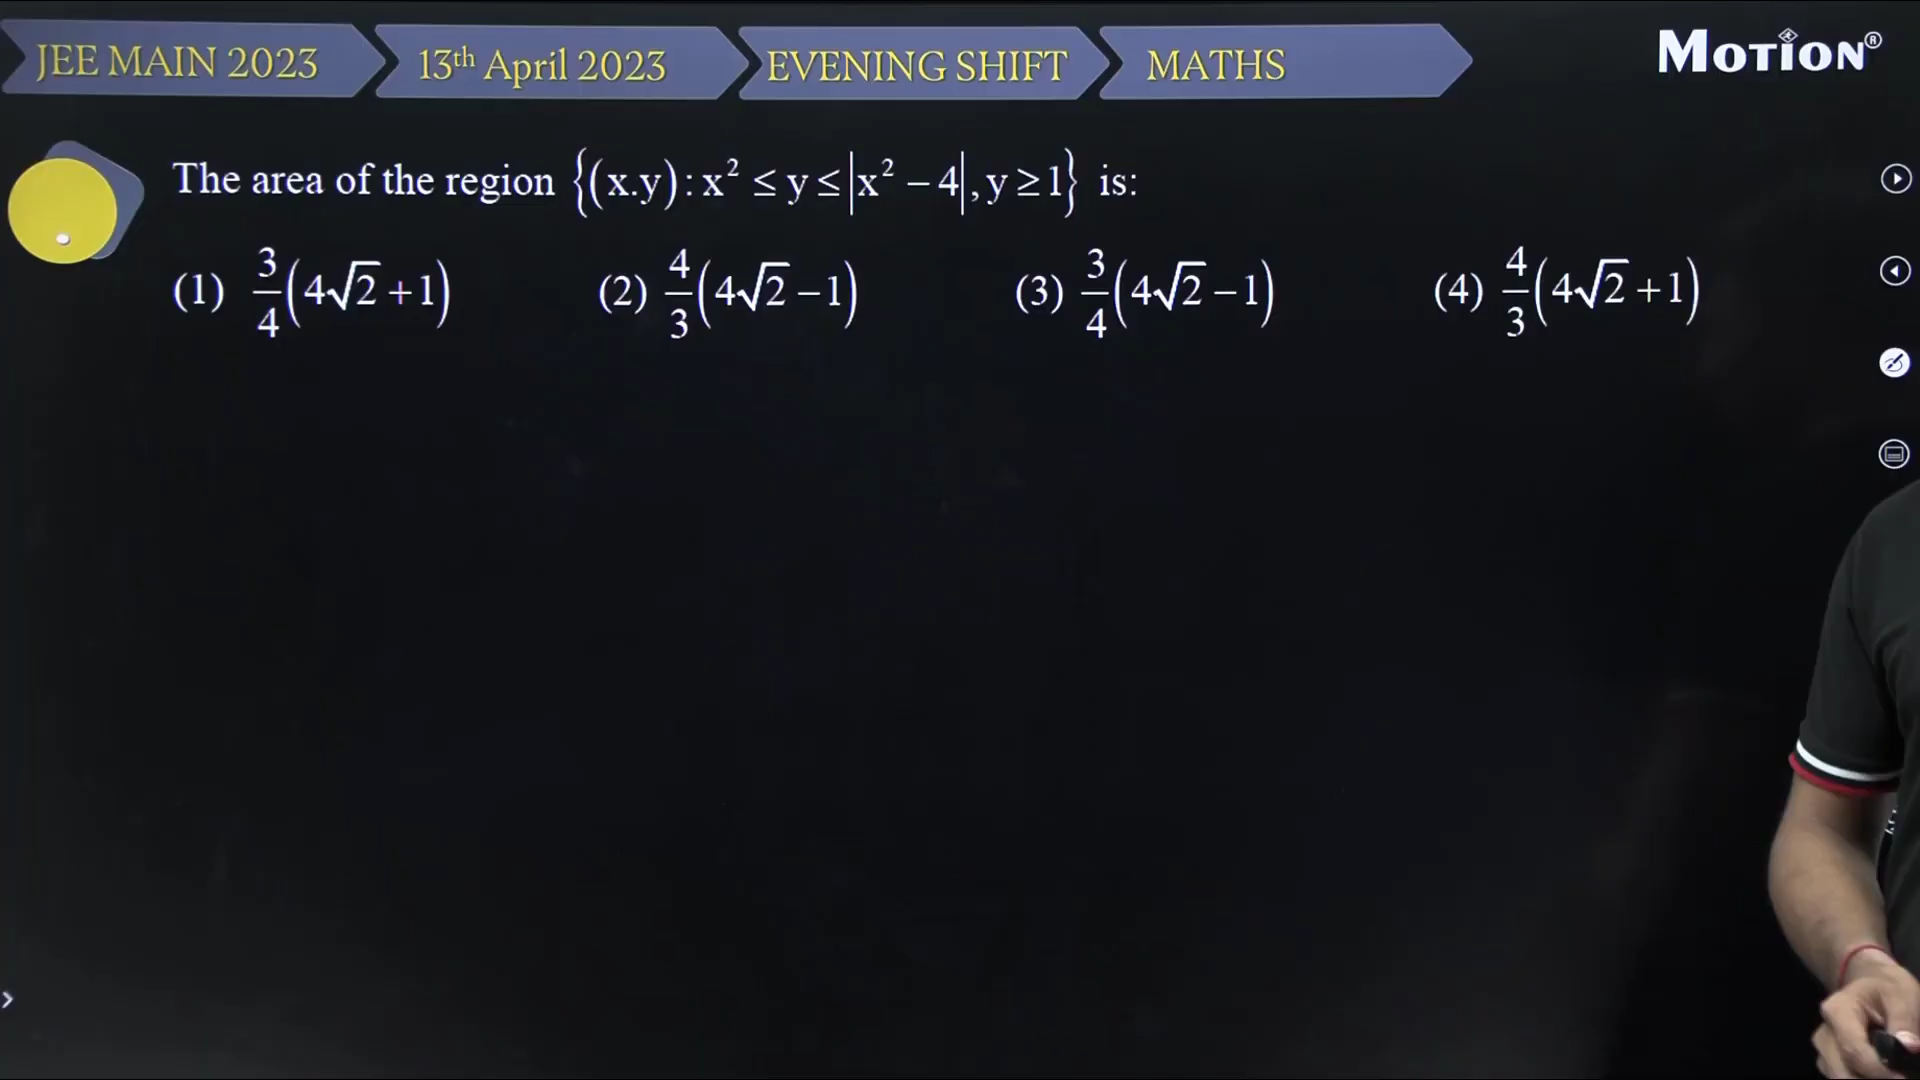 JEE MAIN 2023 13th April 2023 EVENING SHIFT MATHS MOTION®
The area of the region {(x.y) : x² ≤ y ≤ |x² − 4|, y ≥ 1} is:
(1) 3/4 (4√2 + 1) (2) 4/3 (4√2 − 1) (3) 3/4 (4√2 − 1) (4) 4/3 (4√2 + 1)